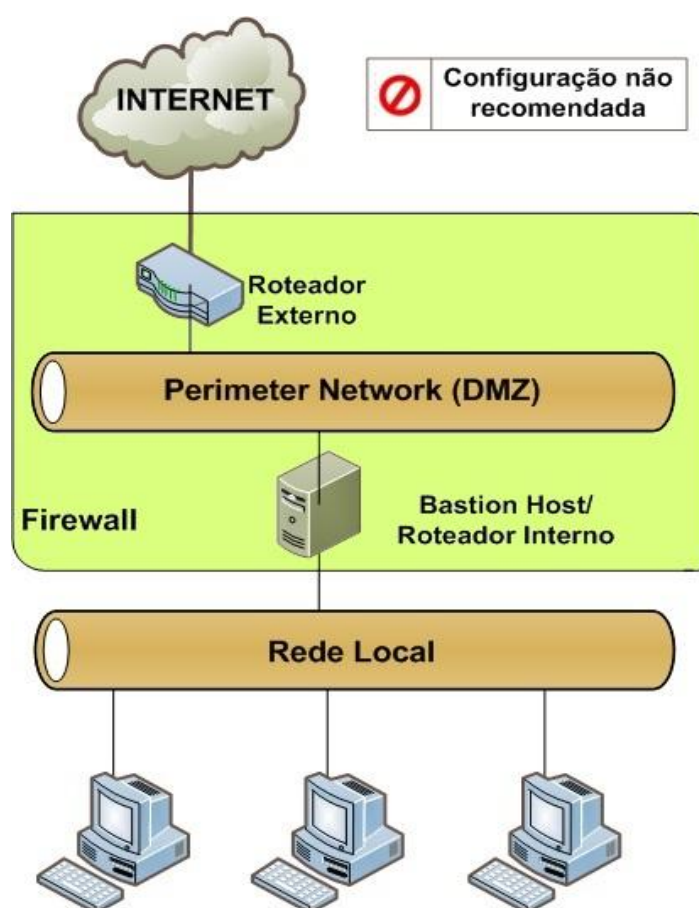 INTERNET
Configuração não
recomendada
Roteador
Externo
Perimeter Network (DMZ)
Bastion Host/
Roteador Interno
Firewall
Rede Local